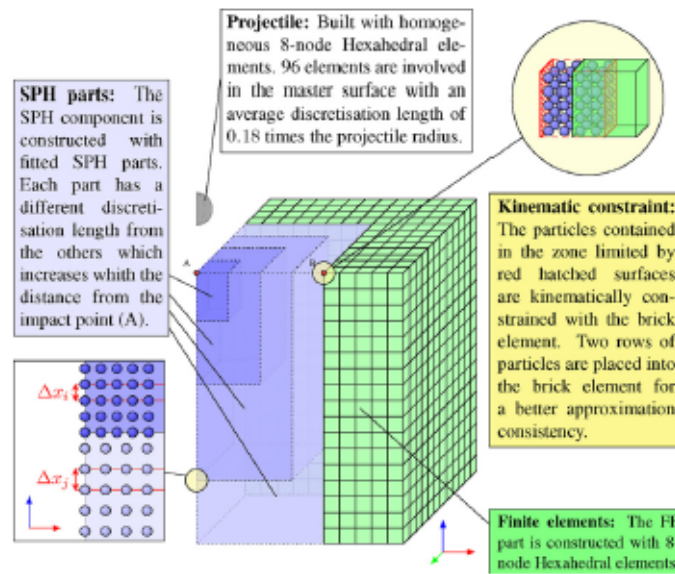 Projectile: Built with homoge-
neous 8-node Hexahedral ele-
ments. 96 elements are involved
in the master surface with an
average discretisation length of
0.18 times the projectile radius.
SPH parts: The
SPH component is
constructed with
fitted SPH parts.
Each part has a
different discreti-
sation length from
the others which
increases whith the
distance from the
impact point (A).
A
B
Kinematic constraint:
The particles contained
in the zone limited by
red hatched surfaces
are kinematically con-
strained with the brick
element. Two rows of
particles are placed into
the brick element for
a better approximation
consistency.
Δx_i
Δx_j
Finite elements: The FE
part is constructed with 8
node Hexahedral elements